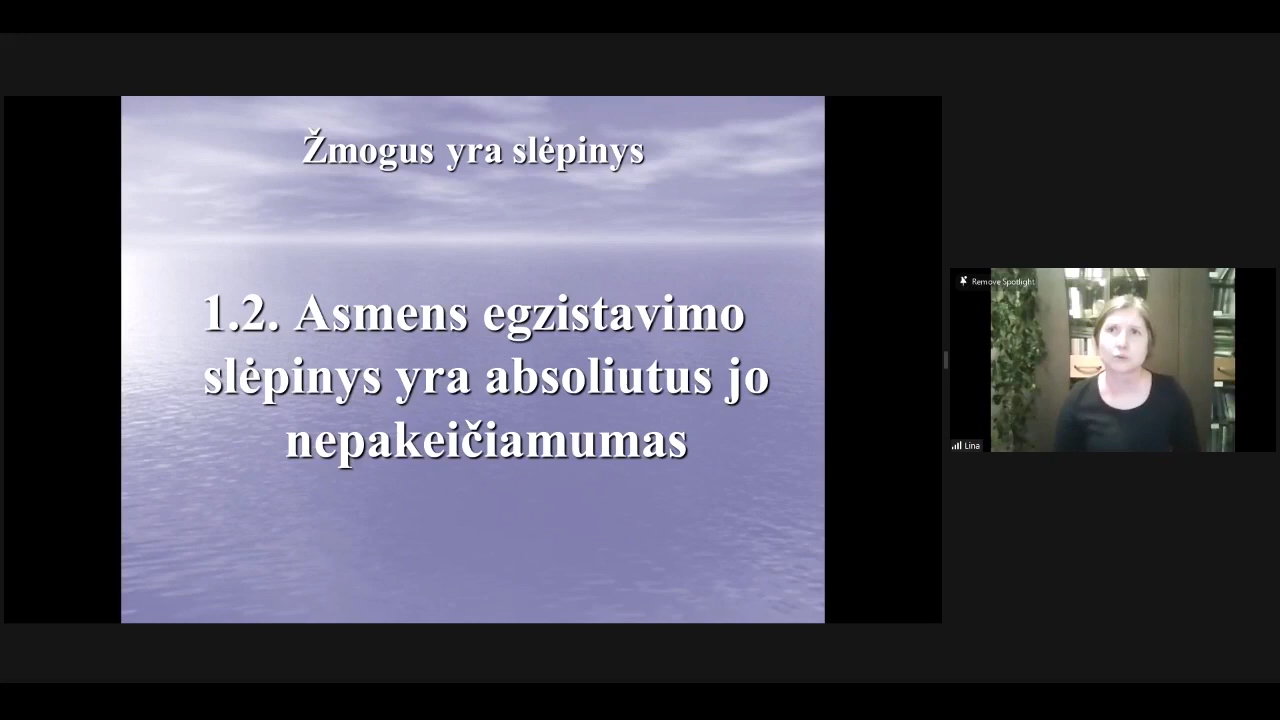 Žmogus yra slėpinys
1.2. Asmens egzistavimo
slėpinys yra absoliutus jo
nepakeičiamumas
Remove Spotlight
Lina